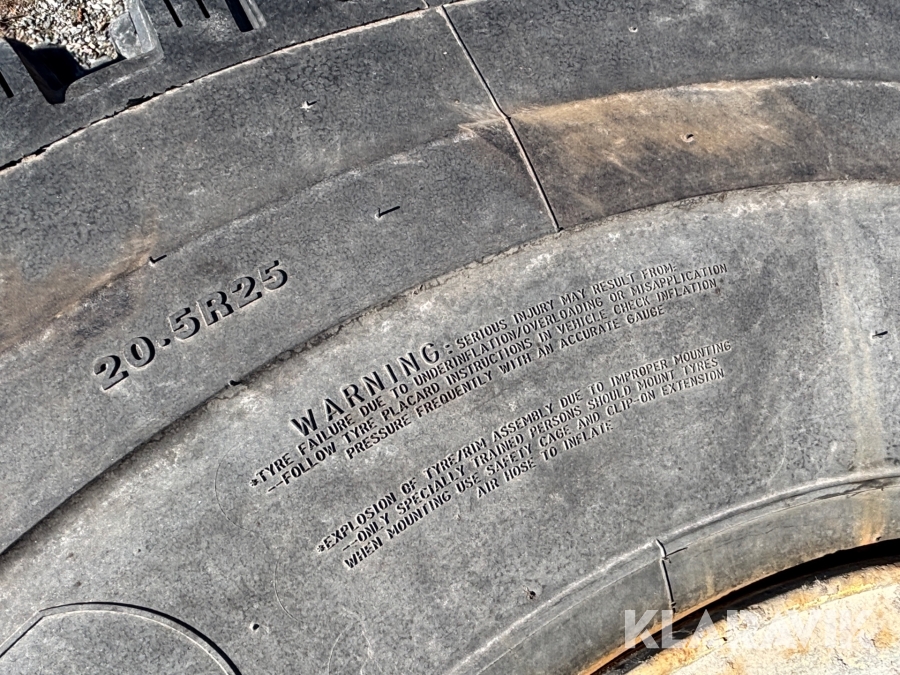 20.5R25
WARNING: SERIOUS INJURY MAY RESULT FROM:
*TYRE FAILURE DUE TO UNDERINFLATION/OVERLOADING OR MISAPPLICATION
--FOLLOW TYRE PLACARD INSTRUCTIONS IN VEHICLE CHECK INFLATION
PRESSURE FREQUENTLY WITH AN ACCURATE GAUGE
*EXPLOSION OF TYRE/RIM ASSEMBLY DUE TO IMPROPER MOUNTING
--ONLY SPECIALLY TRAINED PERSONS SHOULD MOUNT TYRES
WHEN MOUNTING USE SAFETY CAGE AND CLIP-ON EXTENSION
AIR HOSE TO INFLATE
KLARAVIK